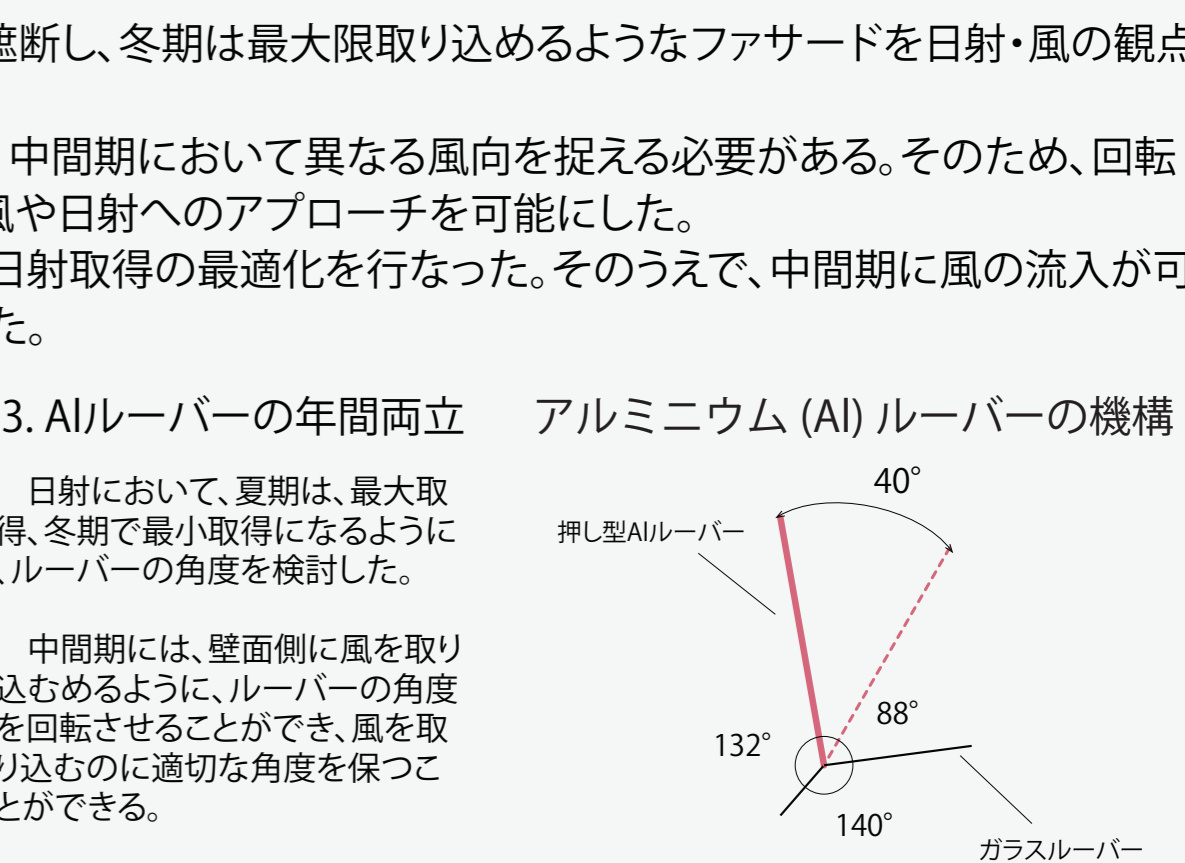 遮断し、冬期は最大限取り込めるようなファサードを日射・風の観点
中間期において異なる風向を捉える必要がある。そのため、回転
風や日射へのアプローチを可能にした。
日射取得の最適化を行なった。そのうえで、中間期に風の流入が可
た。
3. Alルーバーの年間両立
日射において、夏期は、最大取
得、冬期で最小取得になるように
、ルーバーの角度を検討した。
中間期には、壁面側に風を取り
込むめるように、ルーバーの角度
を回転させることができ、風を取
り込むのに適切な角度を保つこ
とができる。
アルミニウム (Al) ルーバーの機構
40°
押し型Alルーバー
88°
132°
140°
ガラスルーバー